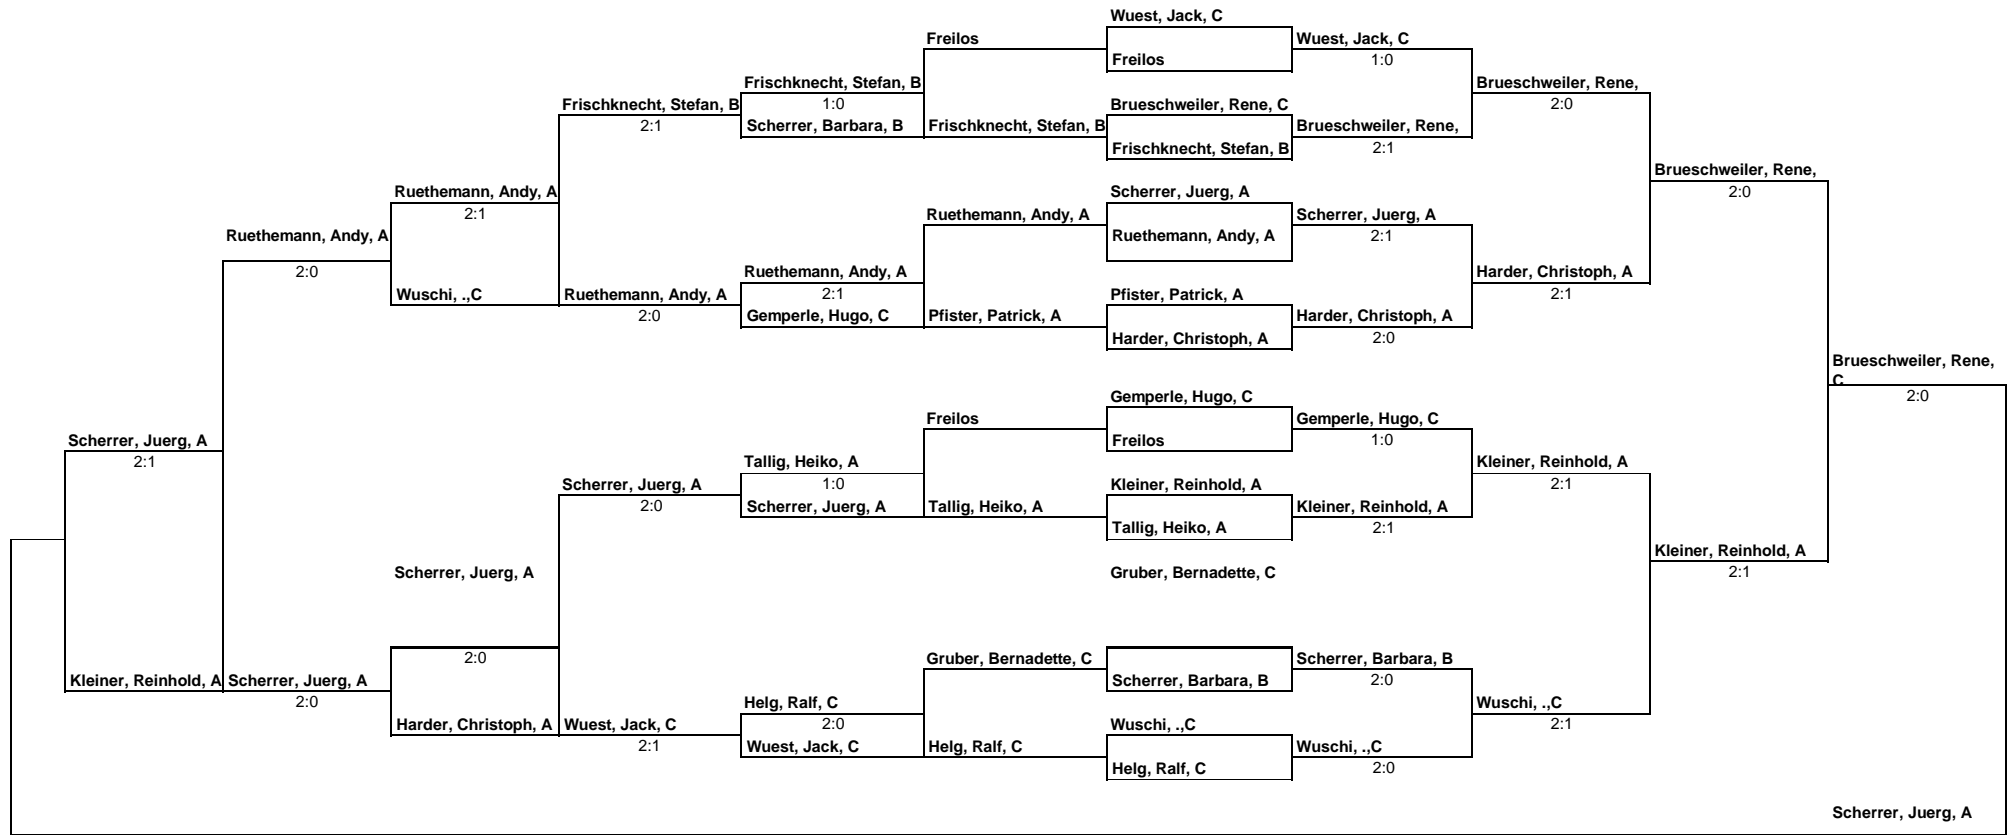 Wuest, Jack, C
Freilos
Wuest, Jack, C
Freilos
1:0
Frischknecht, Stefan, B
Brueschweiler, Rene,
Frischknecht, Stefan, B
1:0
Brueschweiler, Rene, C
2:0
2:1
Scherrer, Barbara, B
Frischknecht, Stefan, B
Brueschweiler, Rene,
Frischknecht, Stefan, B
2:1
Brueschweiler, Rene,
Ruethemann, Andy, A
Scherrer, Juerg, A
2:0
2:1
Ruethemann, Andy, A
Scherrer, Juerg, A
Ruethemann, Andy, A
Ruethemann, Andy, A
2:1
2:0
Ruethemann, Andy, A
Harder, Christoph, A
Wuschi, .,C
Ruethemann, Andy, A
2:1
Pfister, Patrick, A
2:1
2:0
Gemperle, Hugo, C
Pfister, Patrick, A
Harder, Christoph, A
Harder, Christoph, A
2:0
Brueschweiler, Rene,
C
2:0
Gemperle, Hugo, C
Freilos
Gemperle, Hugo, C
Scherrer, Juerg, A
Freilos
1:0
2:1
Tallig, Heiko, A
Kleiner, Reinhold, A
Scherrer, Juerg, A
1:0
Kleiner, Reinhold, A
2:1
2:0
Scherrer, Juerg, A
Tallig, Heiko, A
Kleiner, Reinhold, A
Tallig, Heiko, A
2:1
Kleiner, Reinhold, A
Scherrer, Juerg, A
Gruber, Bernadette, C
2:1
2:0
Gruber, Bernadette, C
Scherrer, Barbara, B
Kleiner, Reinhold, A
Scherrer, Juerg, A
Scherrer, Barbara, B
2:0
2:0
Helg, Ralf, C
Wuschi, .,C
Harder, Christoph, A
Wuest, Jack, C
2:0
Wuschi, .,C
2:1
2:1
Wuest, Jack, C
Helg, Ralf, C
Wuschi, .,C
Helg, Ralf, C
2:0
Scherrer, Juerg, A